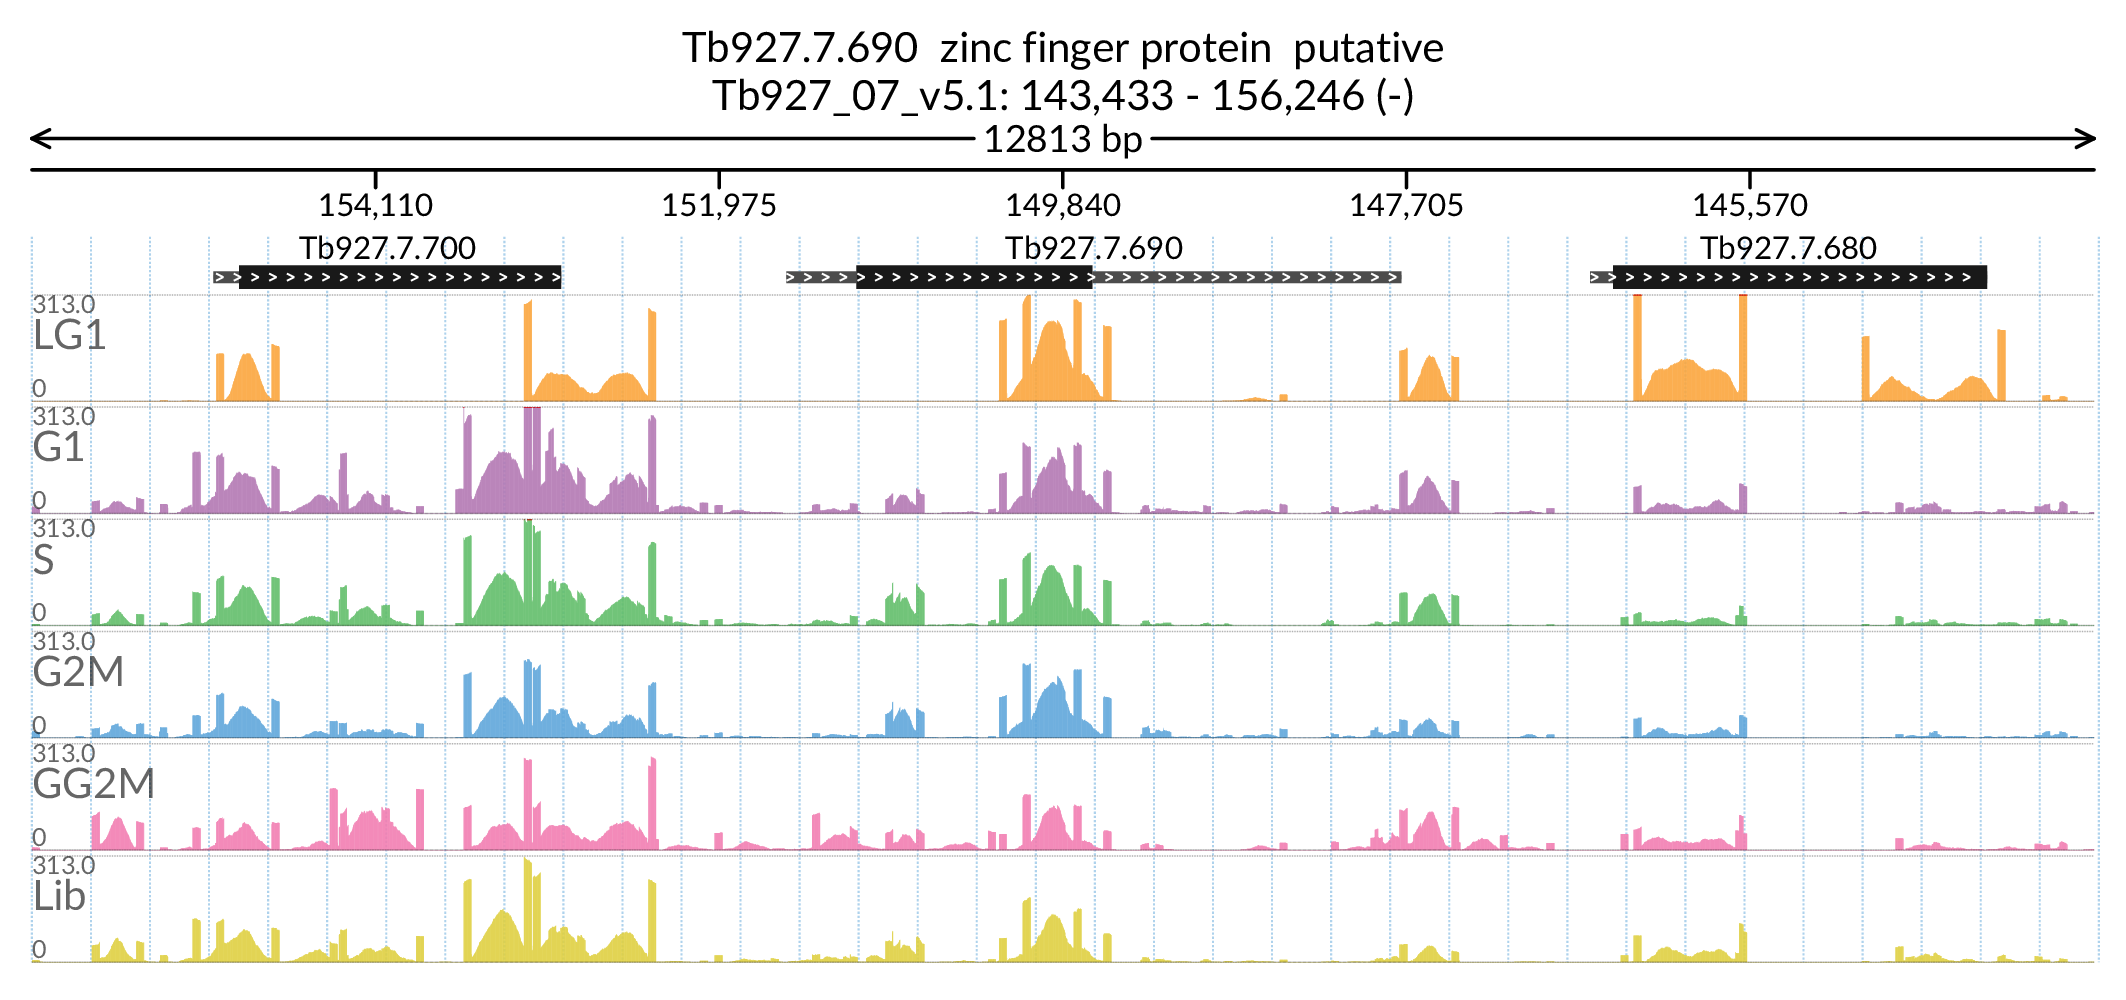 Tb927.7.690 zinc finger protein putative
Tb927_07_v5.1: 143,433 - 156,246 (-)
12813 bp
154,110 151,975 149,840 147,705 145,570
Tb927.7.700 Tb927.7.690 Tb927.7.680
313.0
LG1
0
313.0
G1
0
313.0
S
0
313.0
G2M
0
313.0
GG2M
0
313.0
Lib
0